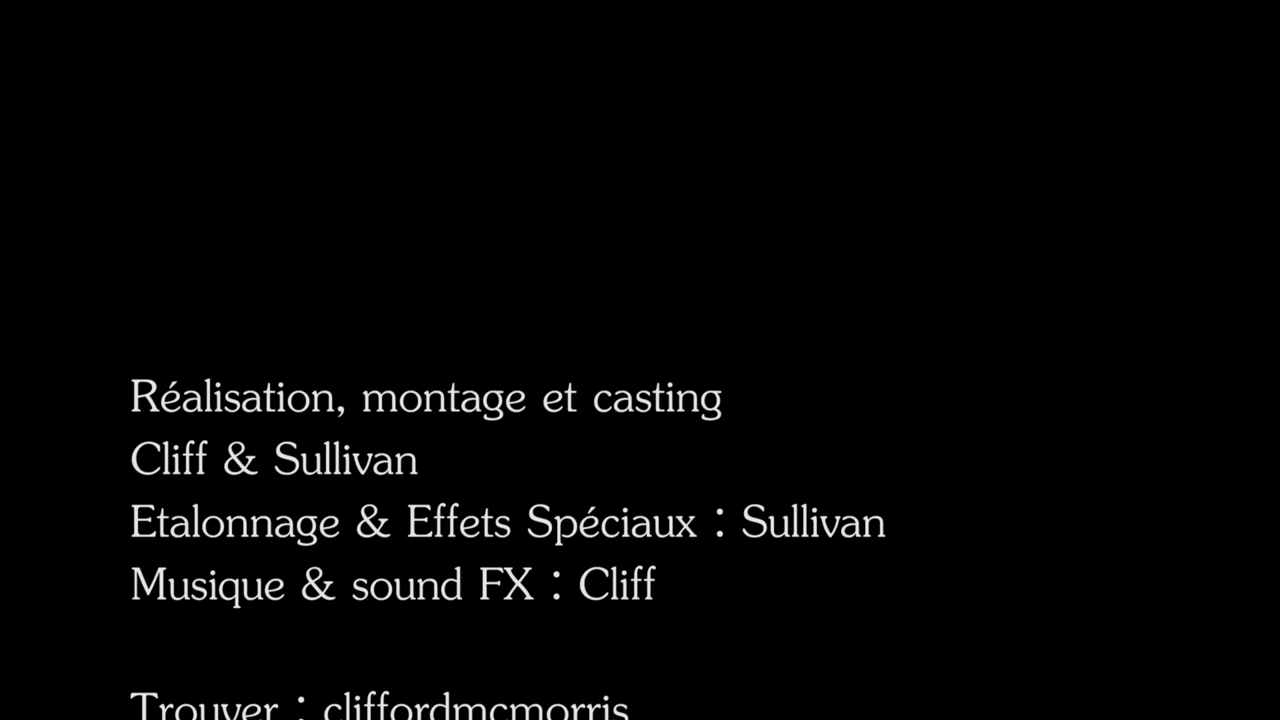 Réalisation, montage et casting
Cliff & Sullivan
Etalonnage & Effets Spéciaux : Sullivan
Musique & sound FX : Cliff
Trouver : cliffordmcmorris